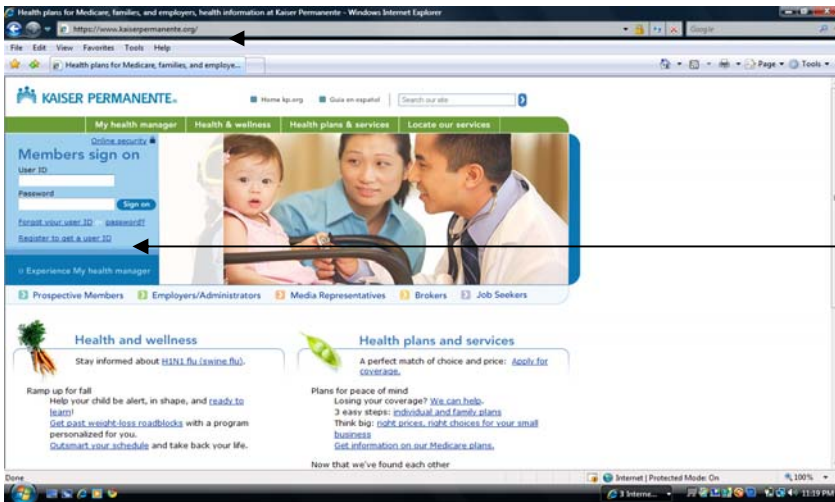 Health plans for Medicare, families, and employers, health information at Kaiser Permanente - Windows Internet Explorer
https://www.kaiserpermanente.org/
Google
File Edit View Favorites Tools Help
Health plans for Medicare, families, and employe...
Page Tools
KAISER PERMANENTE®
Home kp.org Guía en español Search our site
My health manager Health & wellness Health plans & services Locate our services
Online security
Members sign on
User ID
Password
Sign on
Forgot your user ID password?
Register to get a user ID
Experience My health manager
Prospective Members Employers/Administrators Media Representatives Brokers Job Seekers
Health and wellness
Stay informed about H1N1 flu (swine flu).
Ramp up for fall
Help your child be alert, in shape, and ready to
learn!
Get past weight-loss roadblocks with a program
personalized for you.
Outsmart your schedule and take back your life.
Health plans and services
A perfect match of choice and price: Apply for
coverage.
Plans for peace of mind
Losing your coverage? We can help.
3 easy steps: individual and family plans
Think big: right prices, right choices for your small
business
Get information on our Medicare plans.
Now that we've found each other
Done
Internet | Protected Mode: On 100%
3 Interne...
11:19 PM